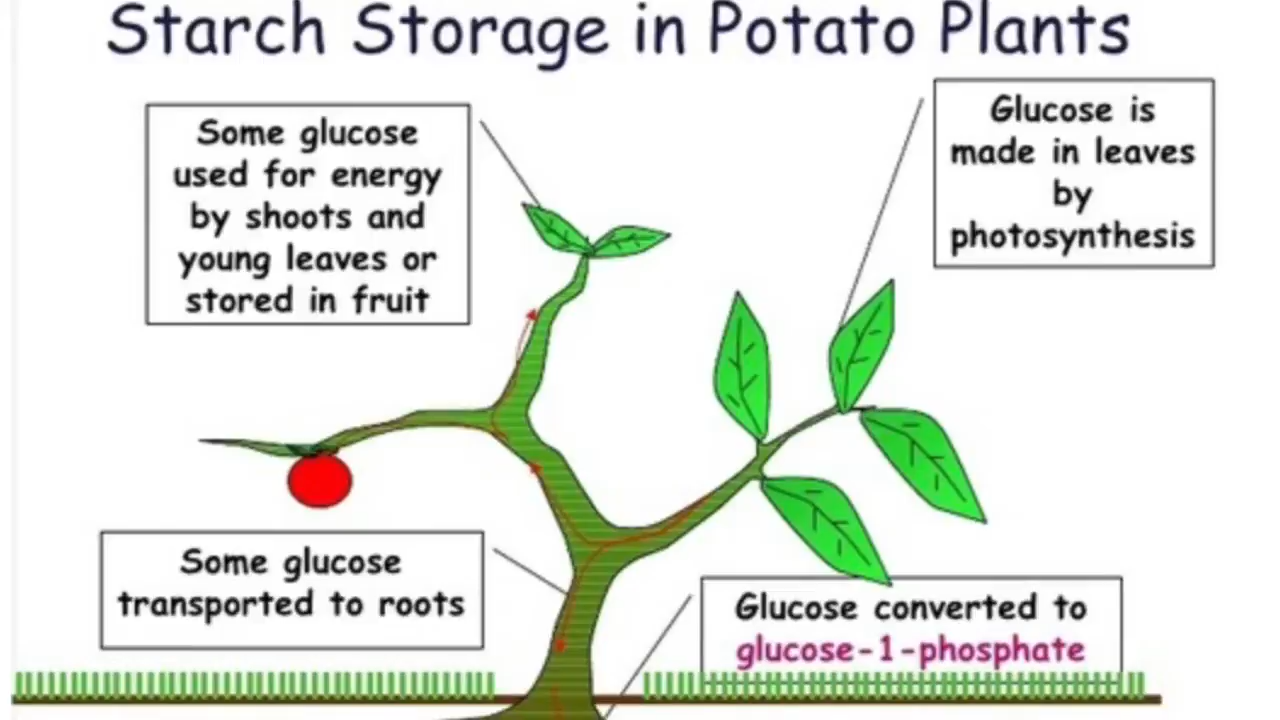 Starch Storage in Potato Plants
Some glucose
used for energy
by shoots and
young leaves or
stored in fruit
Glucose is
made in leaves
by
photosynthesis
Some glucose
transported to roots
Glucose converted to
glucose-1-phosphate